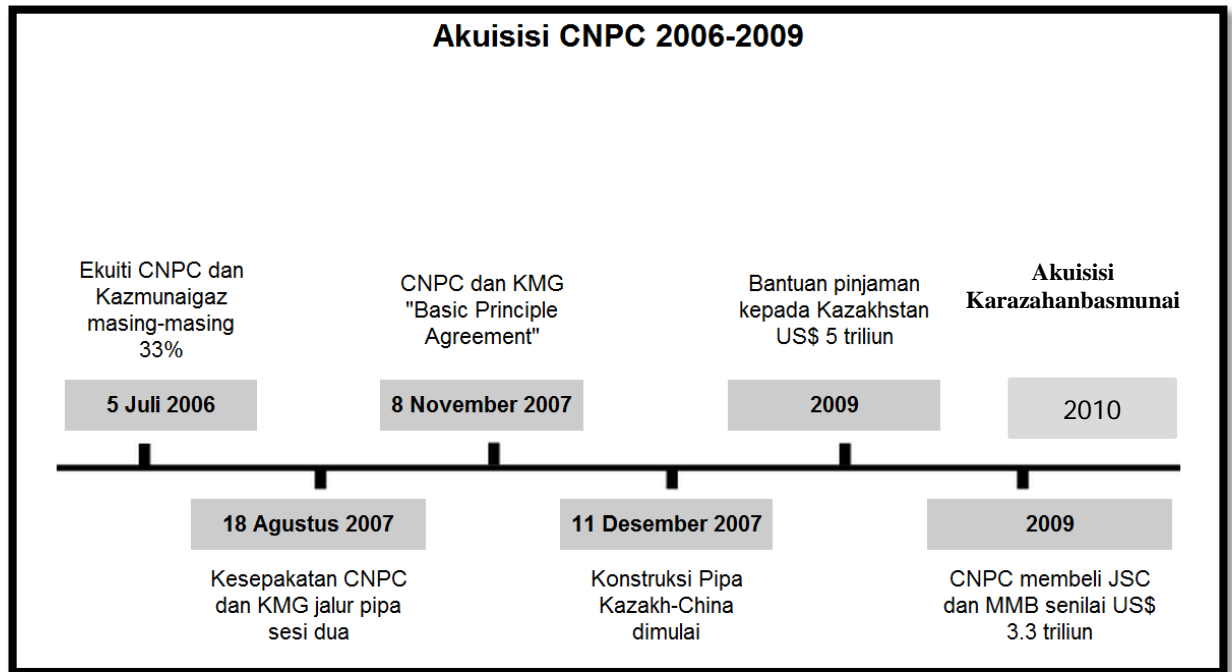 Akuisisi CNPC 2006-2009
Ekuiti CNPC dan
Kazmunaigaz
masing-masing
33%
5 Juli 2006
18 Agustus 2007
Kesepakatan CNPC
dan KMG jalur pipa
sesi dua
CNPC dan KMG
"Basic Principle
Agreement"
8 November 2007
11 Desember 2007
Konstruksi Pipa
Kazakh-China
dimulai
Bantuan pinjaman
kepada Kazakhstan
US$ 5 triliun
2009
2009
CNPC membeli JSC
dan MMB senilai US$
3.3 triliun
Akuisisi
Karazahanbasmunai
2010